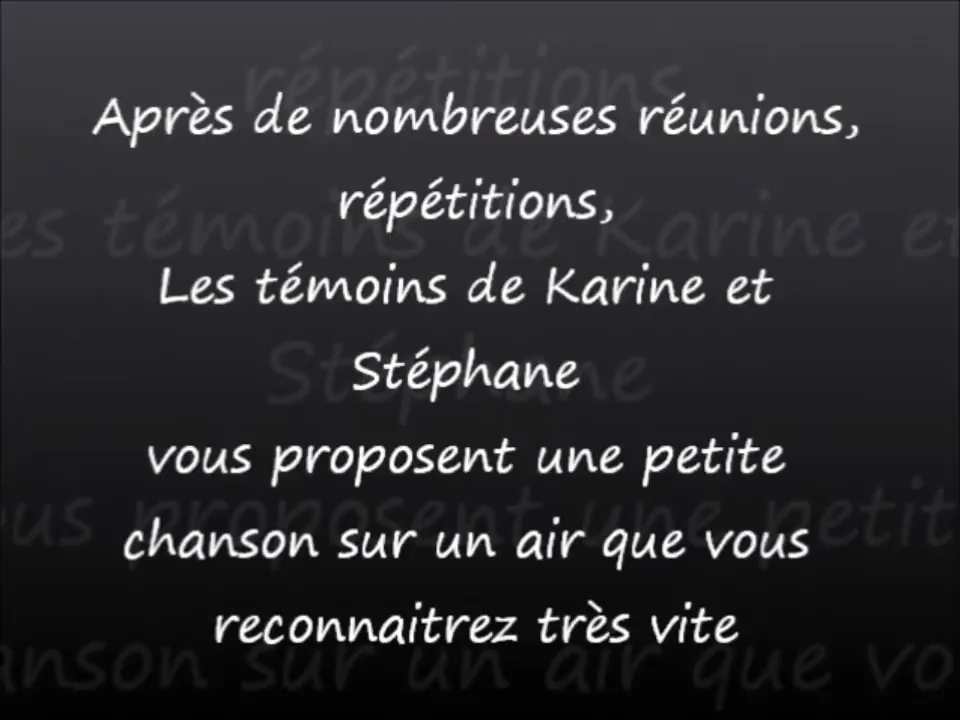 Après de nombreuses réunions,
répétitions,
Les témoins de Karine et
Stéphane
vous proposent une petite
chanson sur un air que vous
reconnaitrez très vite